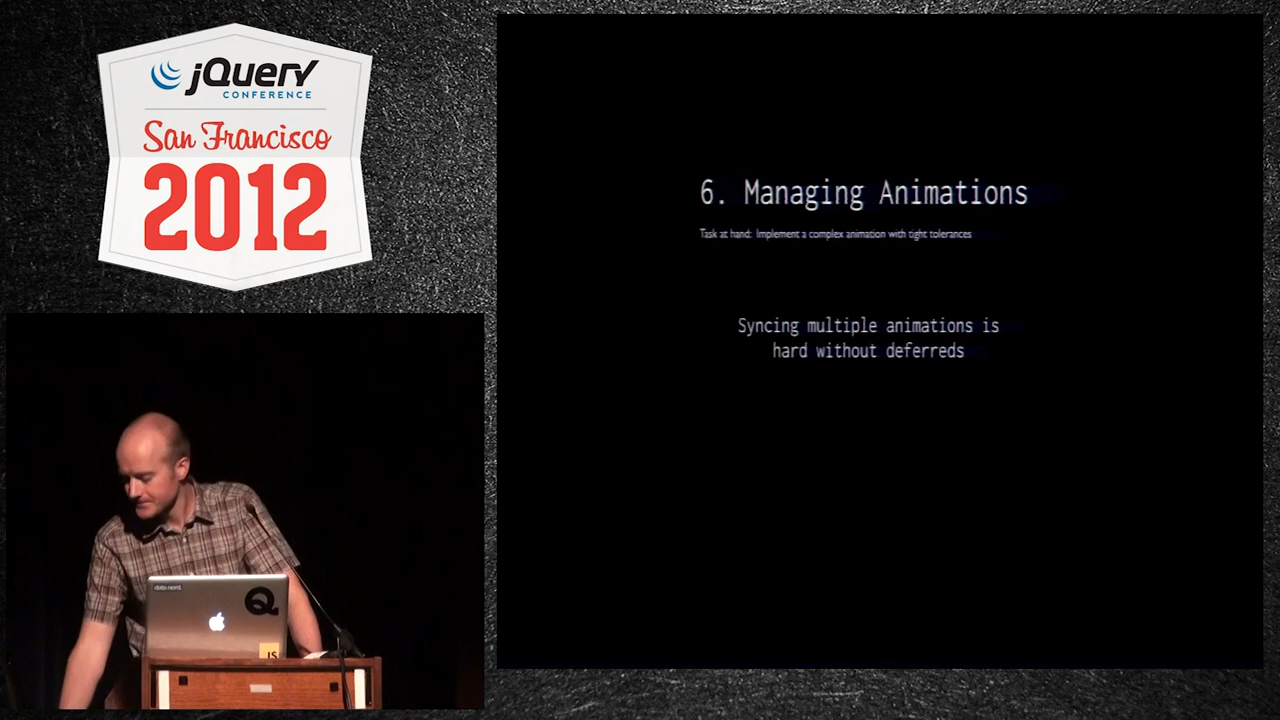 jQuery
CONFERENCE
San Francisco
2012
6. Managing Animations
Task at hand: Implement a complex animation with tight tolerances
Syncing multiple animations is
hard without deferreds
Q
JS